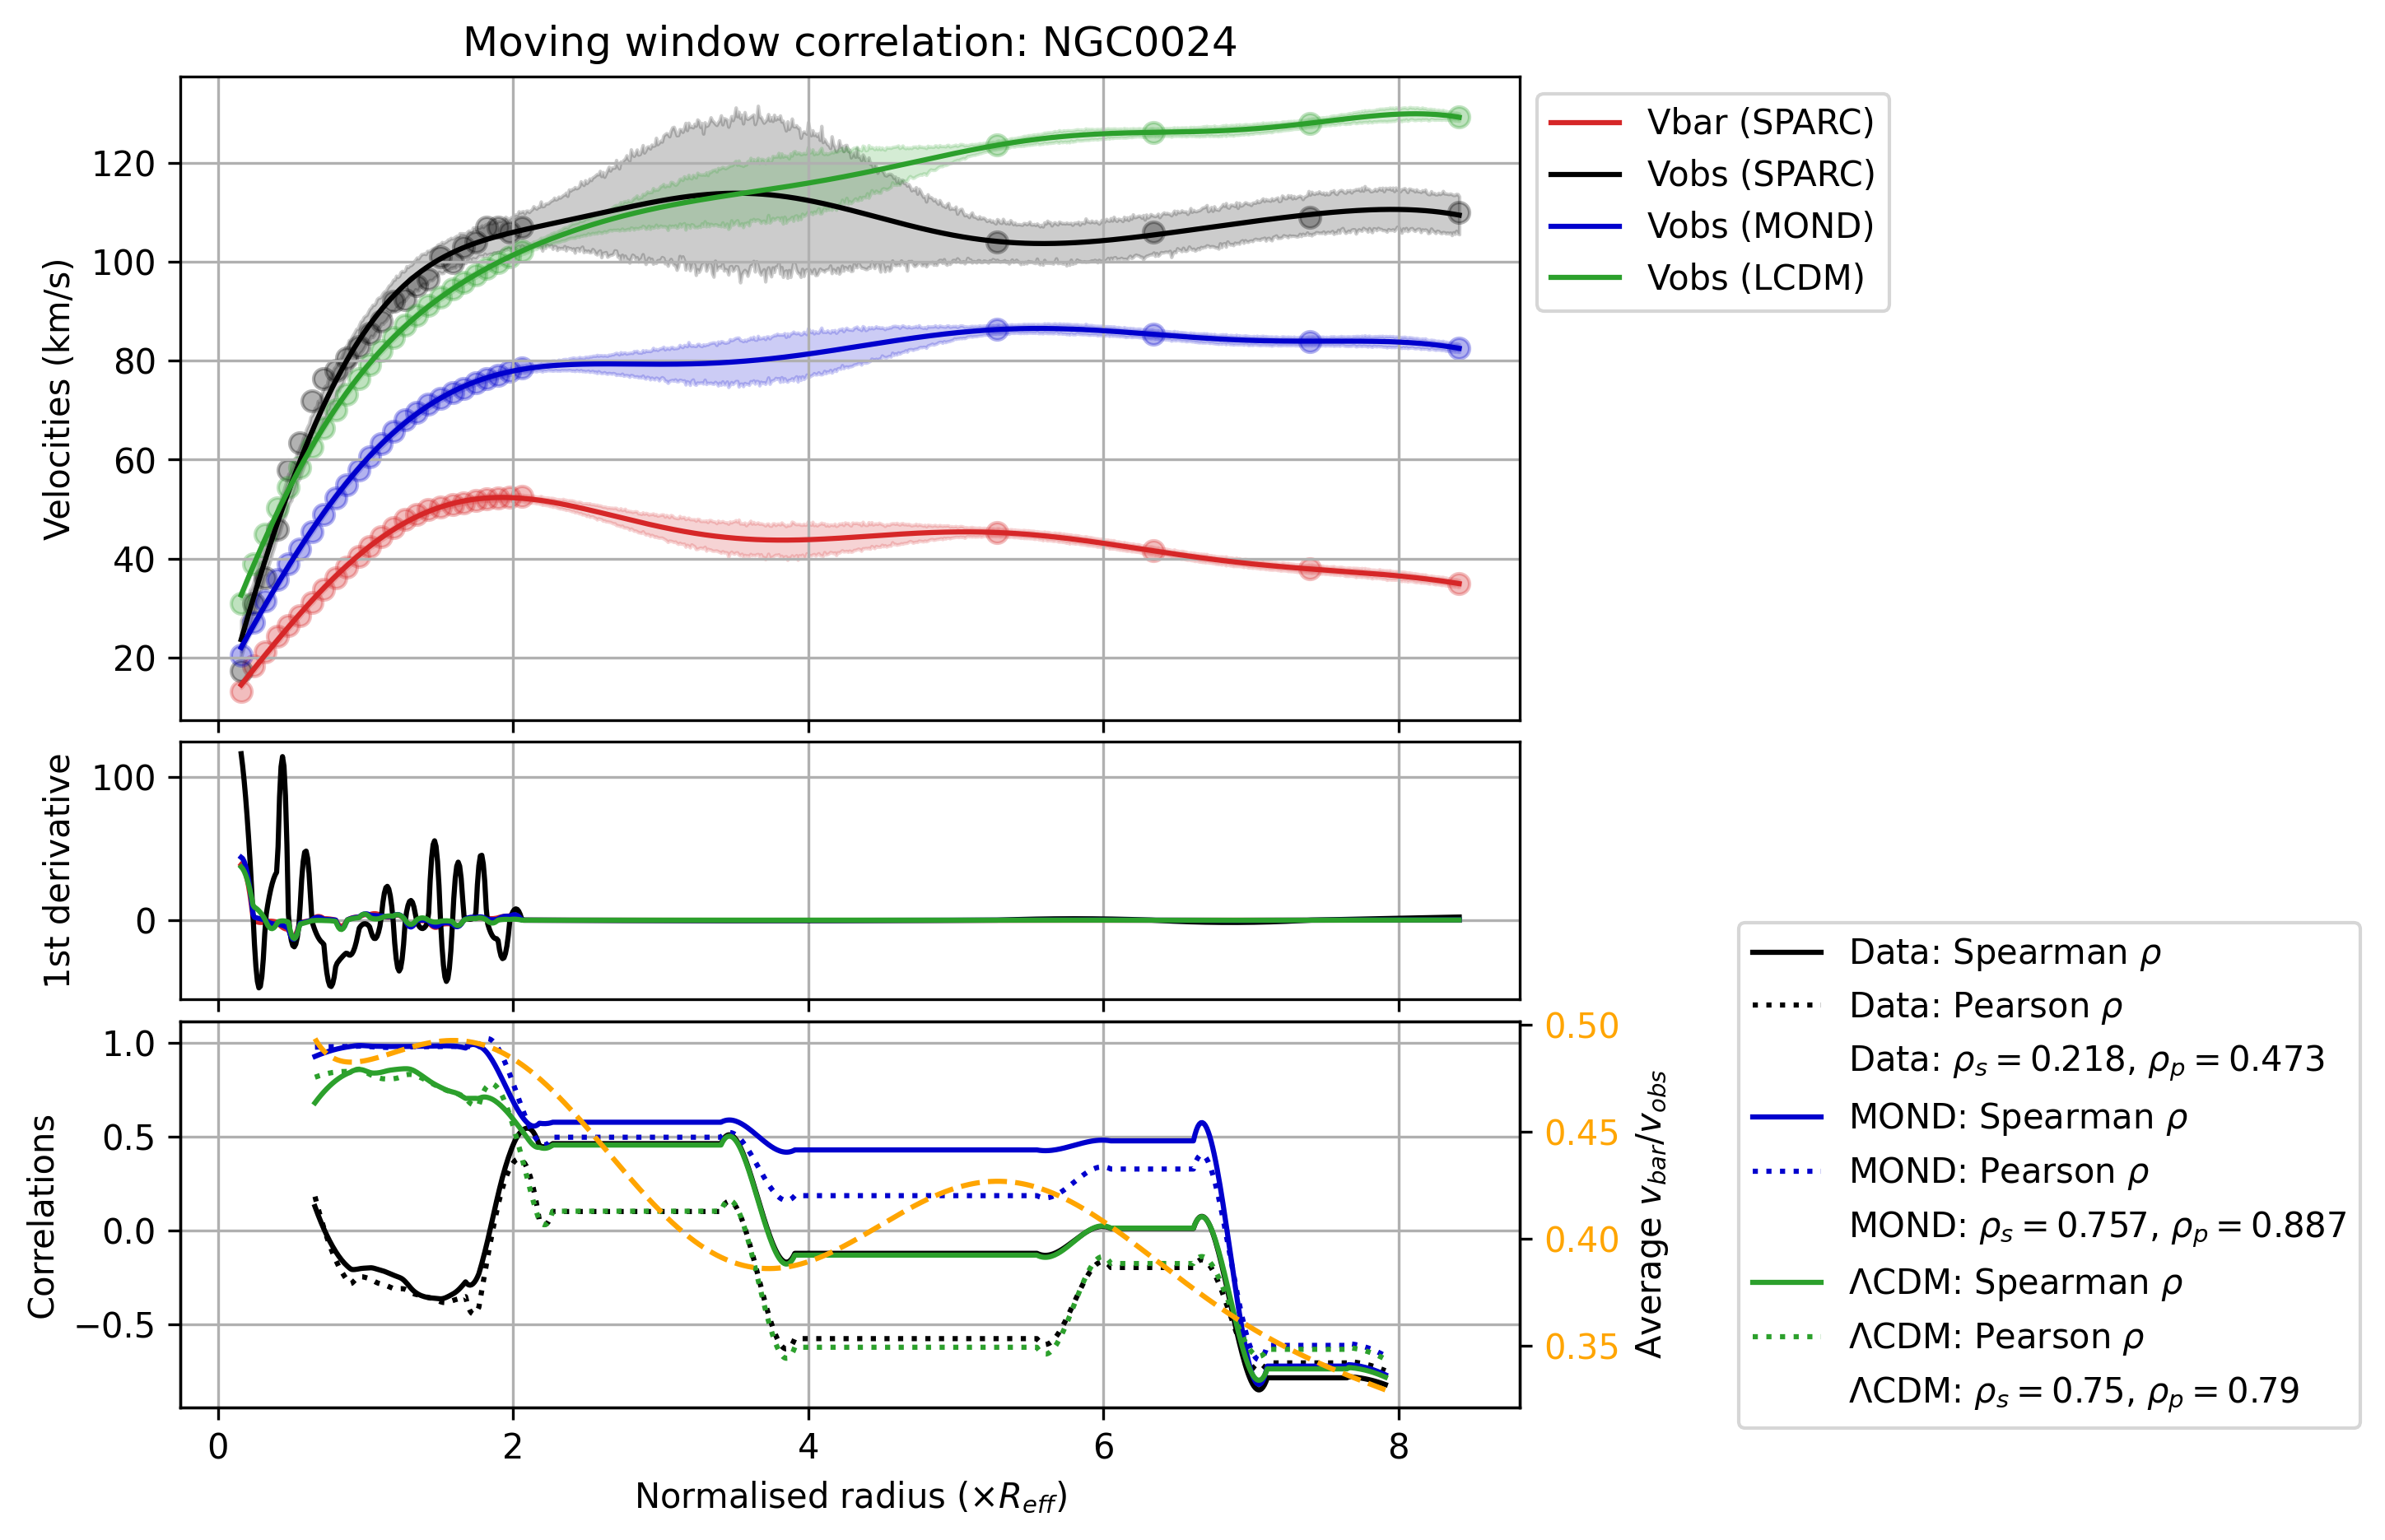 Moving window correlation: NGC0024
Velocities (km/s)
120
100
80
60
40
20
Vbar (SPARC)
Vobs (SPARC)
Vobs (MOND)
Vobs (LCDM)
1st derivative
100
0
Correlations
1.0
0.5
0.0
−0.5
0.50
0.45
0.40
0.35
Average v_bar/v_obs
Data: Spearman ρ
Data: Pearson ρ
Data: ρ_s = 0.218, ρ_p = 0.473
MOND: Spearman ρ
MOND: Pearson ρ
MOND: ρ_s = 0.757, ρ_p = 0.887
ΛCDM: Spearman ρ
ΛCDM: Pearson ρ
ΛCDM: ρ_s = 0.75, ρ_p = 0.79
0 2 4 6 8
Normalised radius (×R_eff)